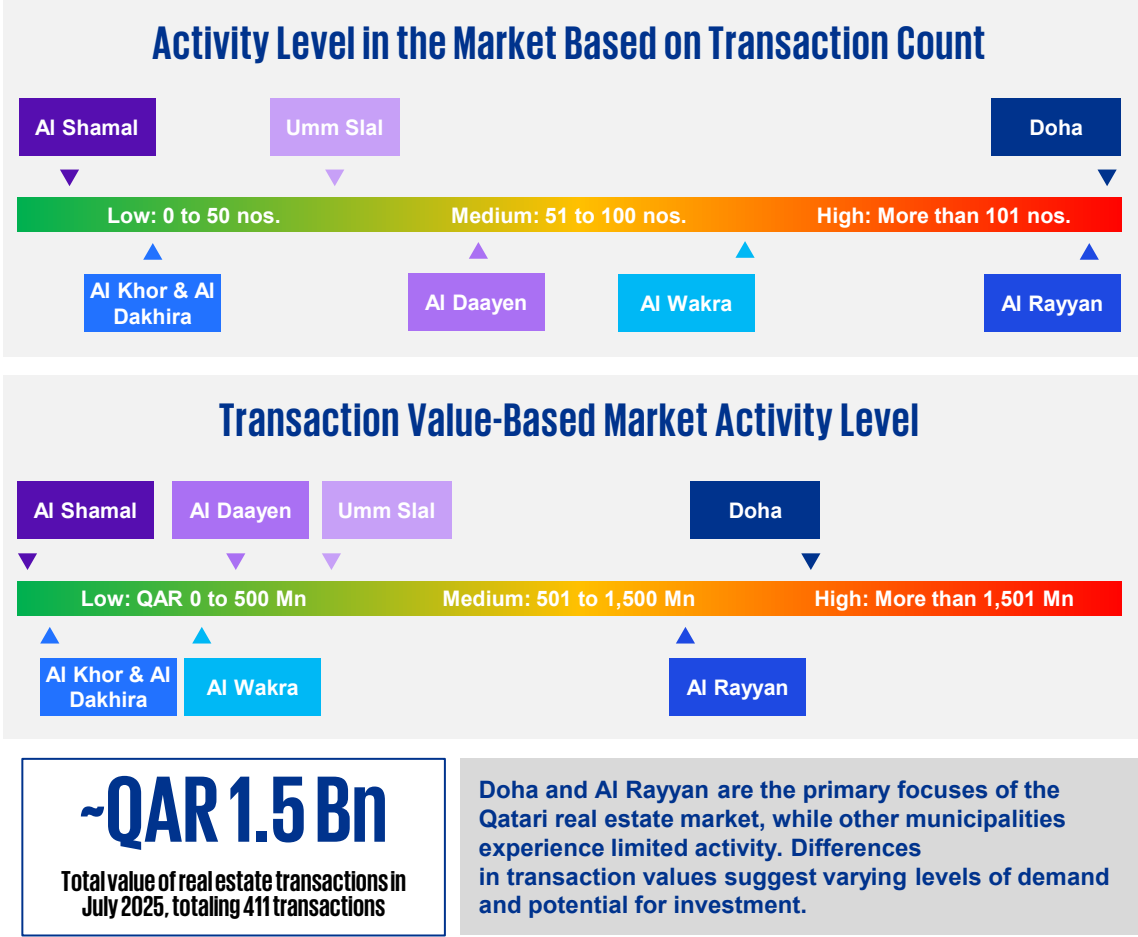 Activity Level in the Market Based on Transaction Count
Al Shamal
Umm Slal
Doha
Low: 0 to 50 nos.
Medium: 51 to 100 nos.
High: More than 101 nos.
Al Khor & Al
Dakhira
Al Daayen
Al Wakra
Al Rayyan
Transaction Value-Based Market Activity Level
Al Shamal
Al Daayen
Umm Slal
Doha
Low: QAR 0 to 500 Mn
Medium: 501 to 1,500 Mn
High: More than 1,501 Mn
Al Khor & Al
Dakhira
Al Wakra
Al Rayyan
~QAR 1.5 Bn
Total value of real estate transactions in
July 2025, totaling 411 transactions
Doha and Al Rayyan are the primary focuses of the
Qatari real estate market, while other municipalities
experience limited activity. Differences
in transaction values suggest varying levels of demand
and potential for investment.